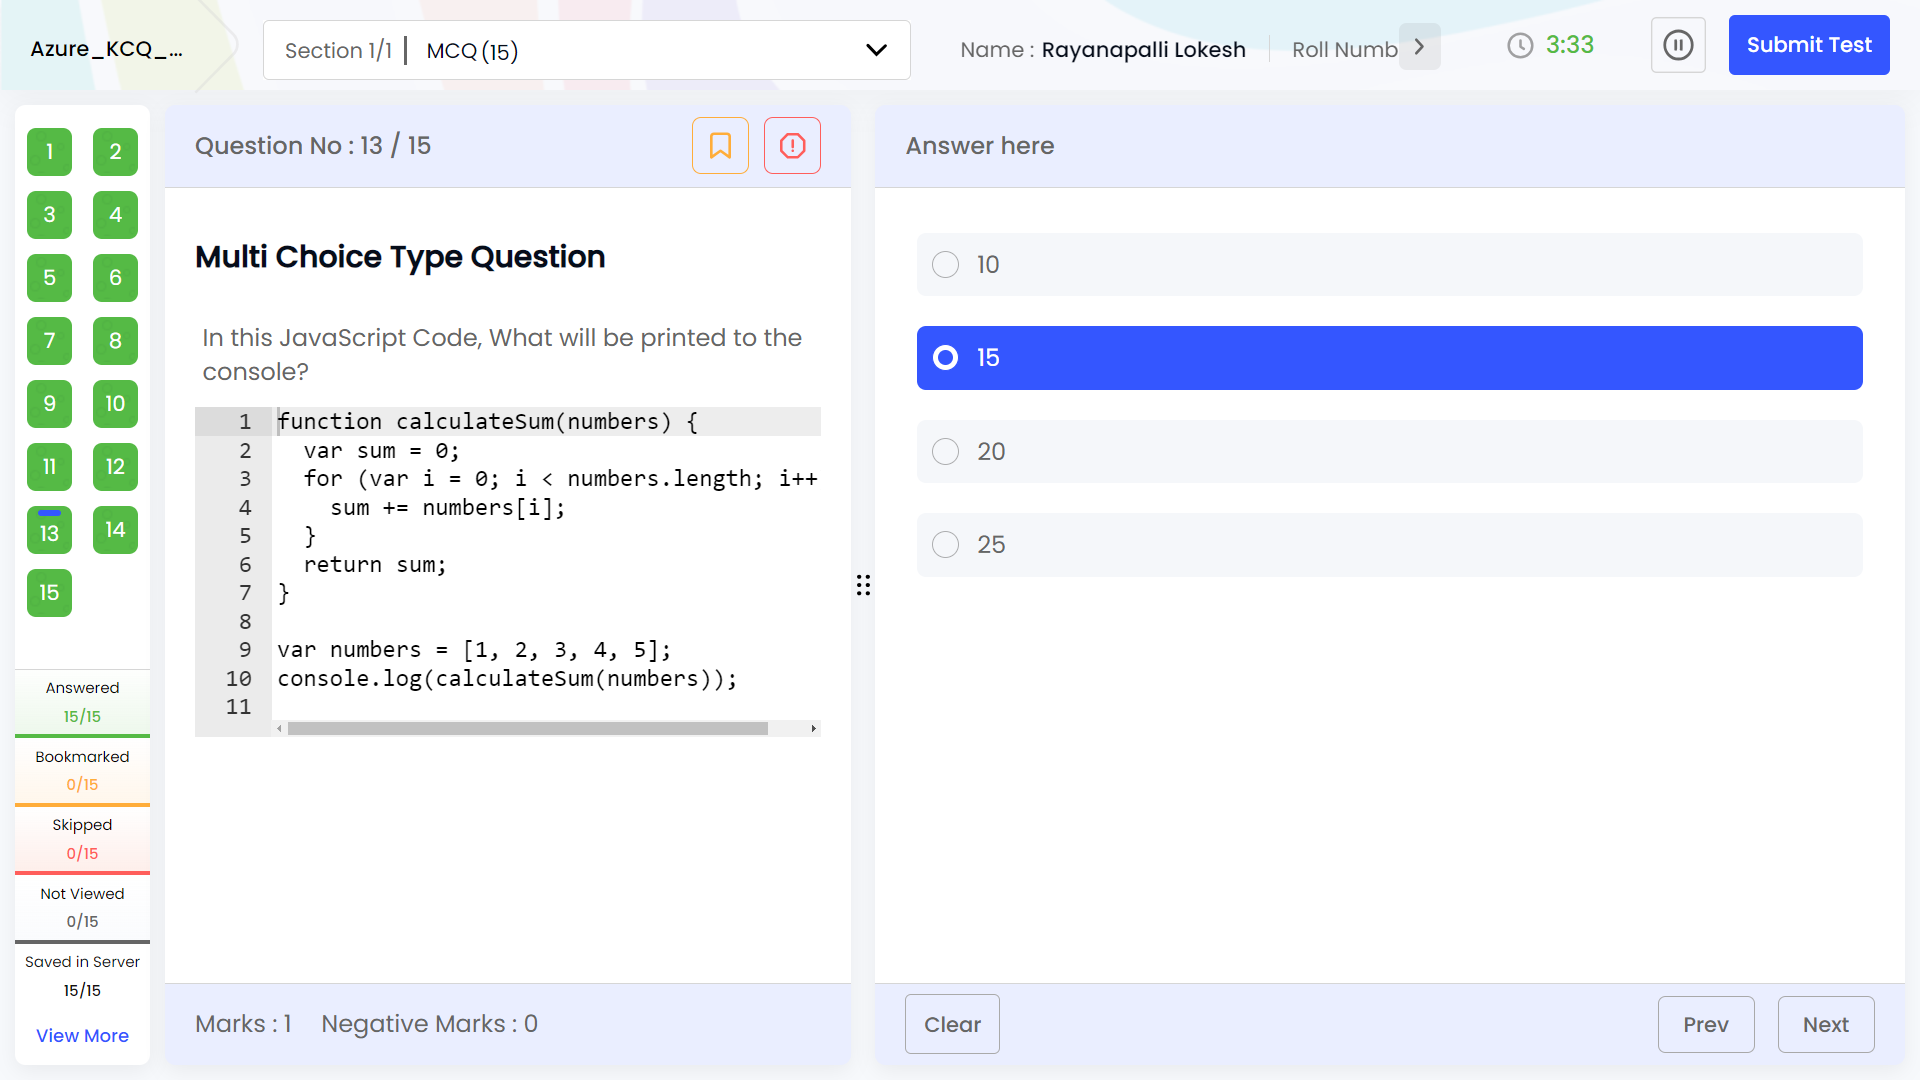 Azure_KCQ_...
Section 1/1 | MCQ (15)
Name : Rayanapalli Lokesh
Roll Numb
3:33
Submit Test
1
2
3
4
5
6
7
8
9
10
11
12
13
14
15
Answered
15/15
Bookmarked
0/15
Skipped
0/15
Not Viewed
0/15
Saved in Server
15/15
View More
Question No : 13 / 15
Multi Choice Type Question
In this JavaScript Code, What will be printed to the
console?
1 function calculateSum(numbers) {
2   var sum = 0;
3   for (var i = 0; i < numbers.length; i++
4     sum += numbers[i];
5   }
6   return sum;
7 }
8
9 var numbers = [1, 2, 3, 4, 5];
10 console.log(calculateSum(numbers));
11
Marks : 1 Negative Marks : 0
Answer here
10
15
20
25
Clear
Prev
Next